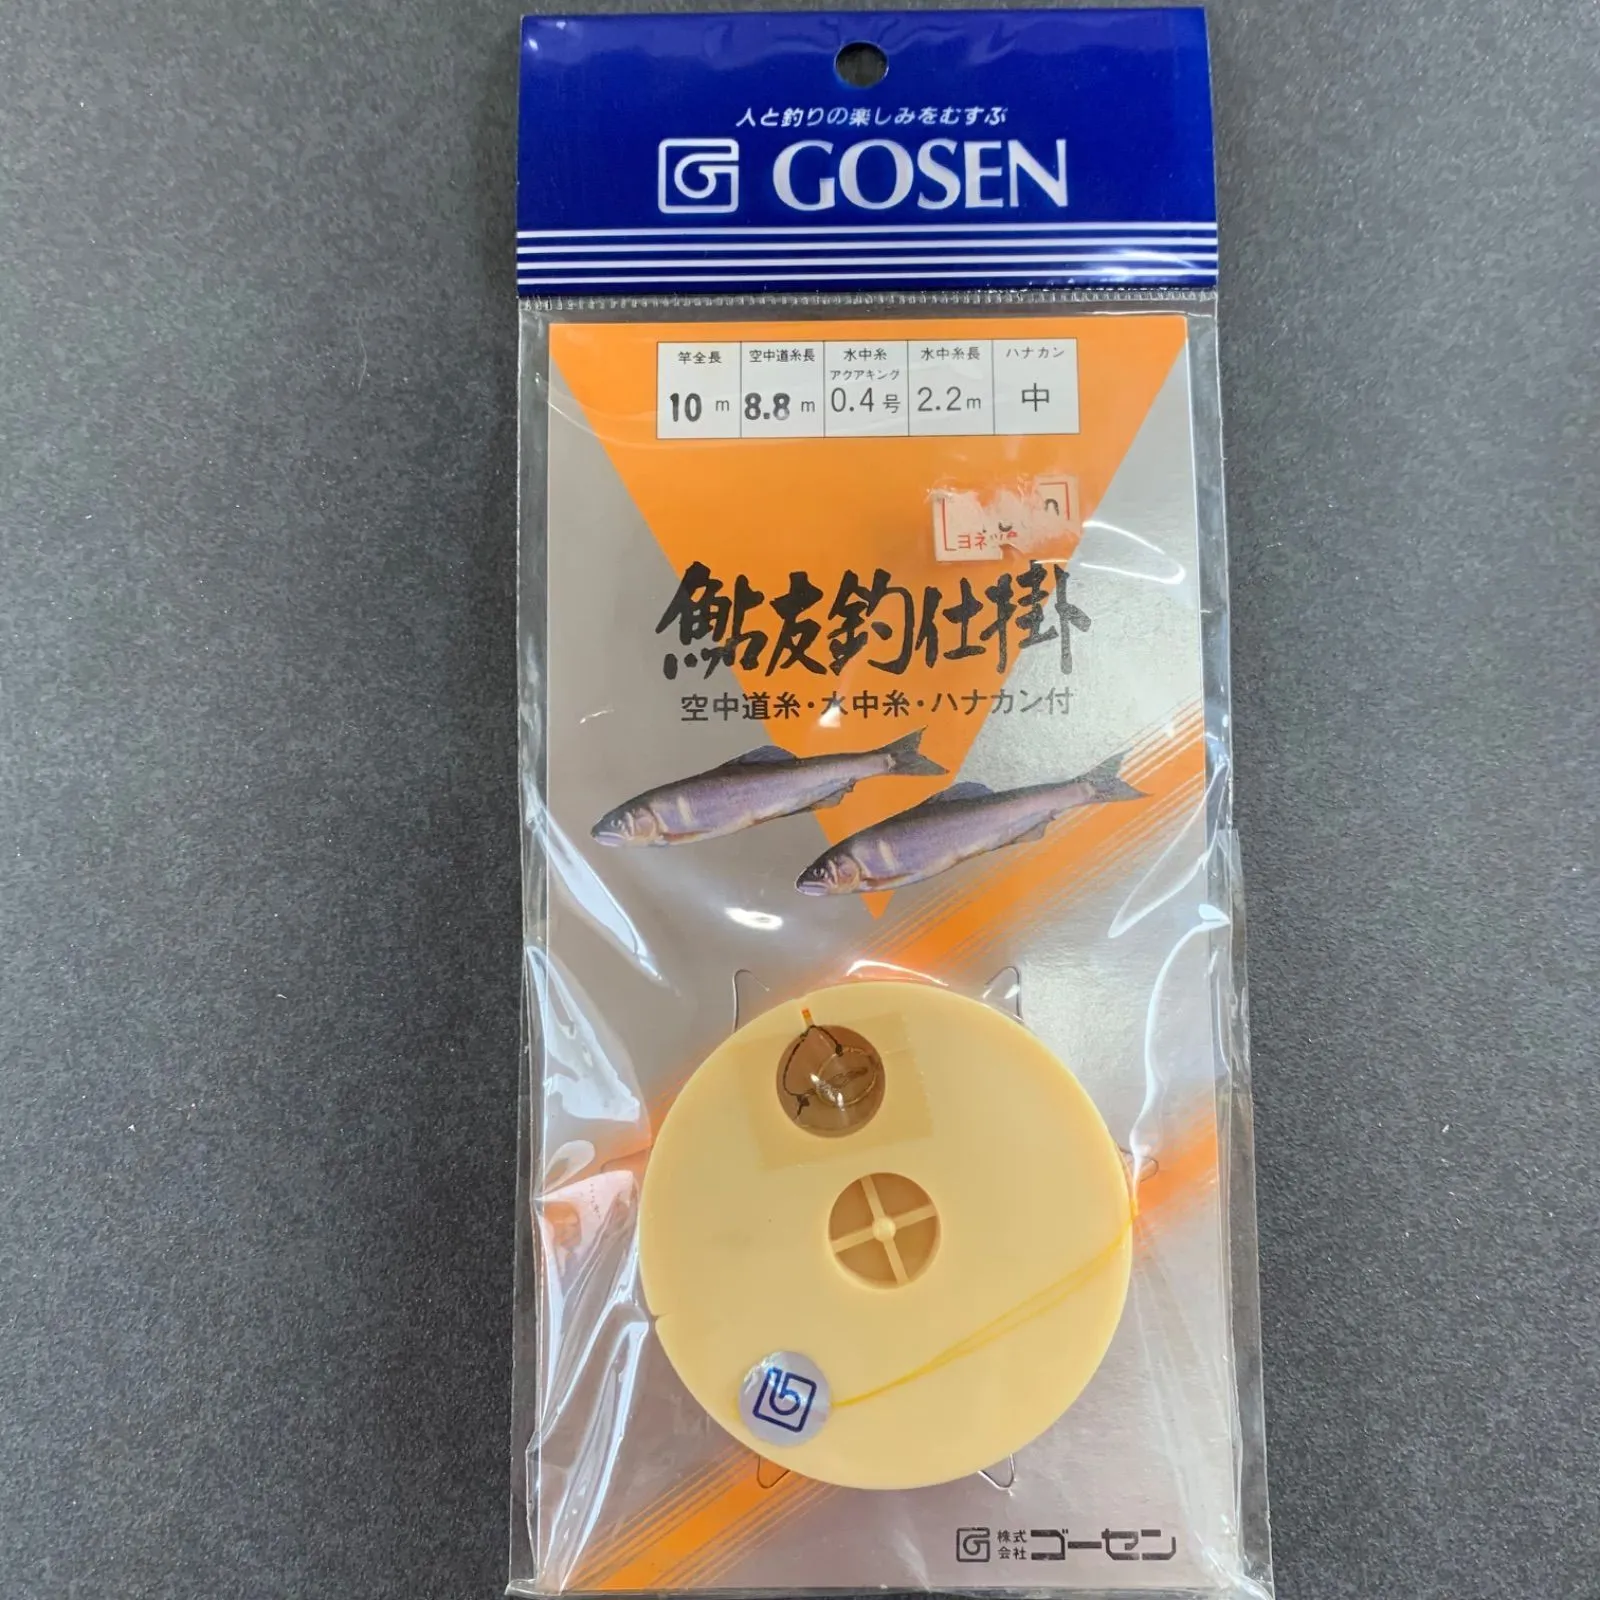 人と釣りの楽しみをむすぶ
GOSEN
竿全長 空中道糸長 水中糸 水中糸長 ハナカン
アクアキング
10 m 8.8 m 0.4号 2.2m 中
鮎友釣仕掛
空中道糸・水中糸・ハナカン付
株式会社 ゴーセン